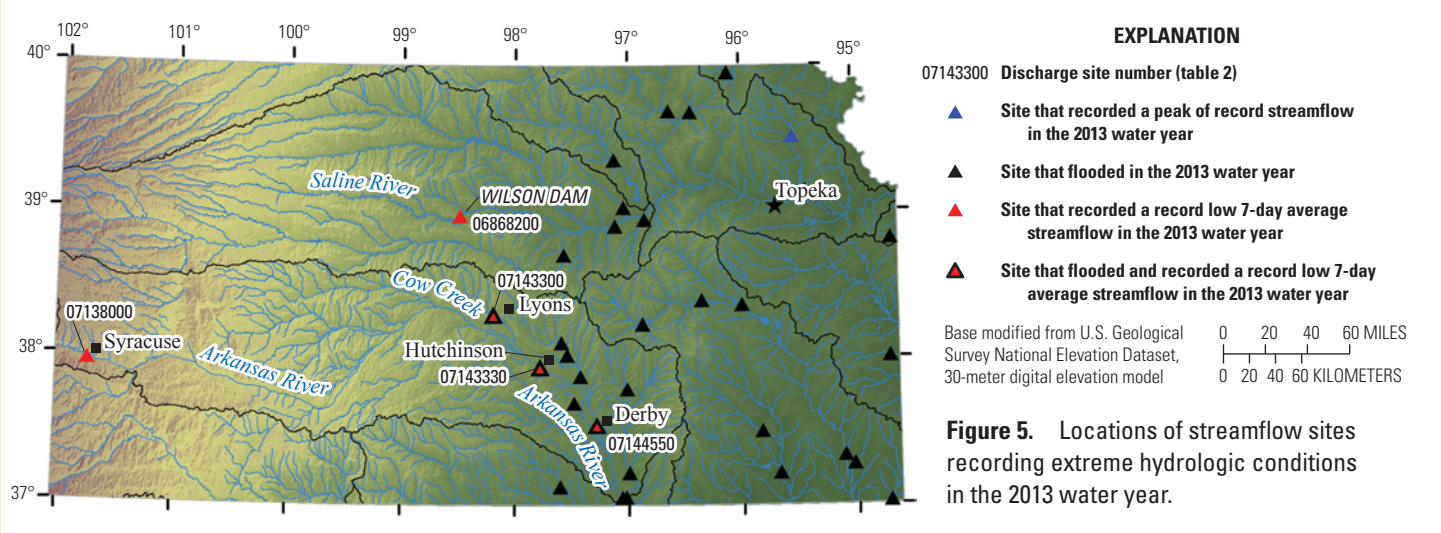 102°
101°
100°
99°
98°
97°
96°
95°
40°
39°
38°
37°
Saline River
WILSON DAM
06868200
Topeka
Cow Creek
07143300
Lyons
07138000
Syracuse
Arkansas River
Hutchinson
07143330
Arkansas River
Derby
07144550
EXPLANATION
07143300 Discharge site number (table 2)
Site that recorded a peak of record streamflow
in the 2013 water year
Site that flooded in the 2013 water year
Site that recorded a record low 7-day average
streamflow in the 2013 water year
Site that flooded and recorded a record low 7-day
average streamflow in the 2013 water year
Base modified from U.S. Geological
Survey National Elevation Dataset,
30-meter digital elevation model
0 20 40 60 MILES
0 20 40 60 KILOMETERS
Figure 5. Locations of streamflow sites
recording extreme hydrologic conditions
in the 2013 water year.